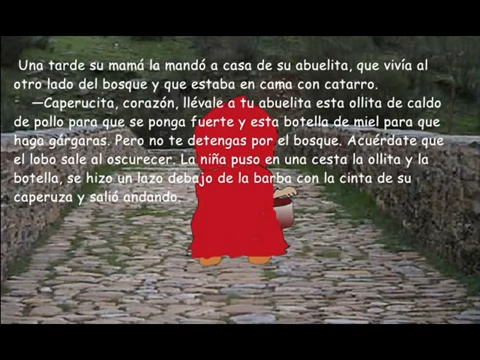 Una tarde su mamá la mandó a casa de su abuelita, que vivía al
otro lado del bosque y que estaba en cama con catarro.
—Caperucita, corazón, llévale a tu abuelita esta ollita de caldo
de pollo para que se ponga fuerte y esta botella de miel para que
haga gárgaras. Pero no te detengas por el bosque. Acuérdate que
el lobo sale al oscurecer. La niña puso en una cesta la ollita y la
botella, se hizo un lazo debajo de la barba con la cinta de su
caperuza y salió andando.